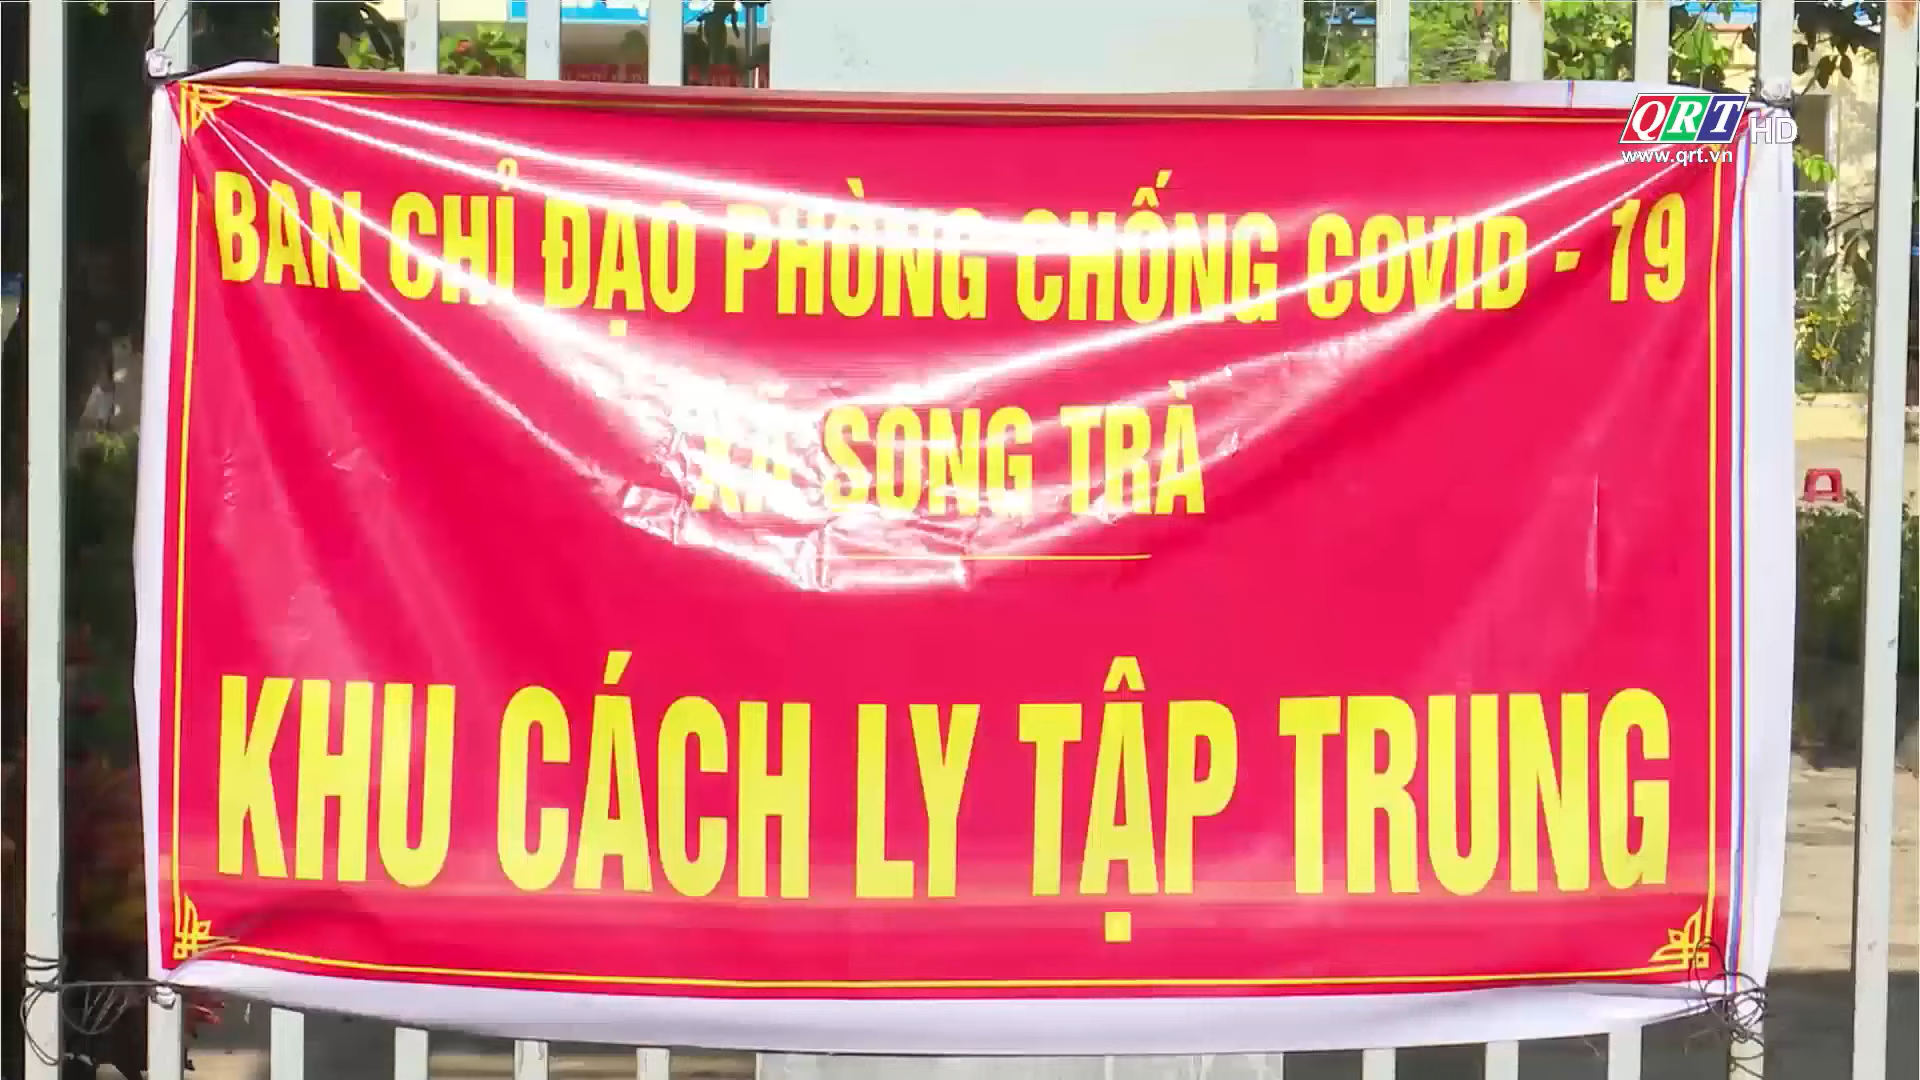 QRT HD
www.qrt.vn
BAN CHỈ ĐẠO PHÒNG CHỐNG COVID - 19
XÃ SONG TRÀ
KHU CÁCH LY TẬP TRUNG